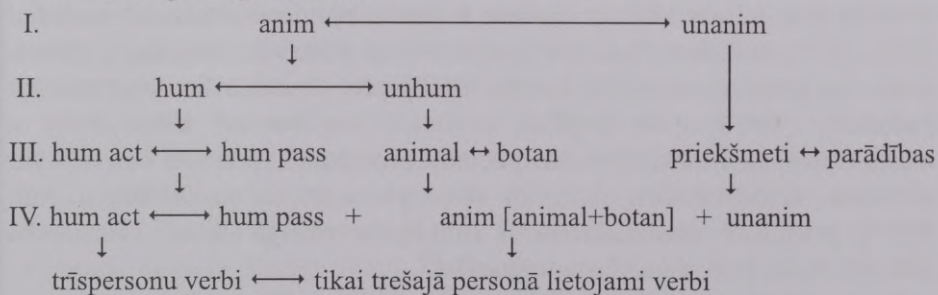 I. anim ←→ unanim
↓ ↓
II. hum ←→ unhum
↓ ↓
III. hum act ←→ hum pass animal ↔ botan priekšmeti ↔ parādības
↓ ↓ ↓
IV. hum act ←→ hum pass + anim [animal+botan] + unanim
↓ ↓
trīspersonu verbi ←→ tikai trešajā personā lietojami verbi